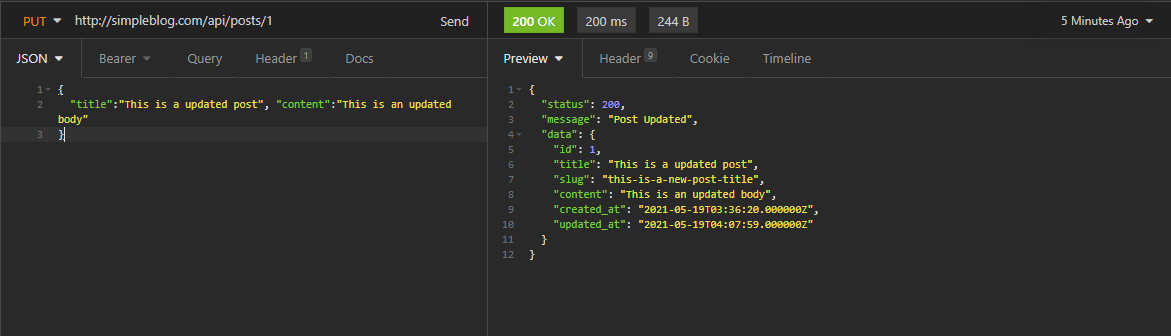 PUT http://simpleblog.com/api/posts/1 Send
JSON Bearer Query Header 1 Docs
1 {
2 "title":"This is a updated post", "content":"This is an updated
body"
3 }
200 OK 200 ms 244 B 5 Minutes Ago
Preview Header 9 Cookie Timeline
1 {
2 "status": 200,
3 "message": "Post Updated",
4 "data": {
5 "id": 1,
6 "title": "This is a updated post",
7 "slug": "this-is-a-new-post-title",
8 "content": "This is an updated body",
9 "created_at": "2021-05-19T03:36:20.000000Z",
10 "updated_at": "2021-05-19T04:07:59.000000Z"
11 }
12 }